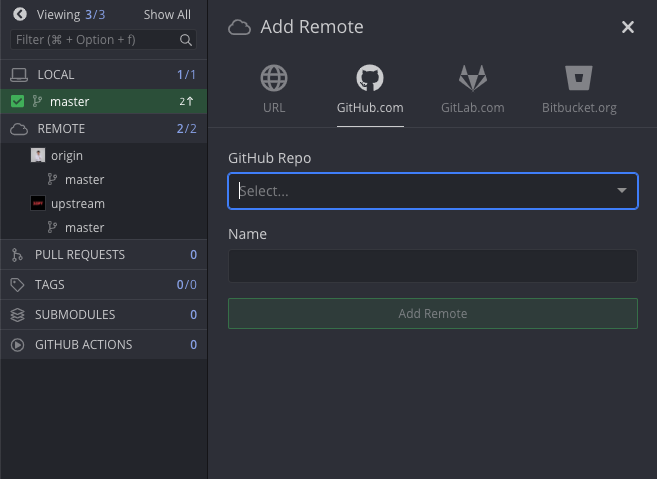 Viewing 3/3 Show All
Filter (⌘ + Option + f)
LOCAL 1/1
master 2↑
REMOTE 2/2
origin
master
upstream
master
PULL REQUESTS 0
TAGS 0/0
SUBMODULES 0
GITHUB ACTIONS 0
Add Remote
URL GitHub.com GitLab.com Bitbucket.org
GitHub Repo
Select...
Name
Add Remote